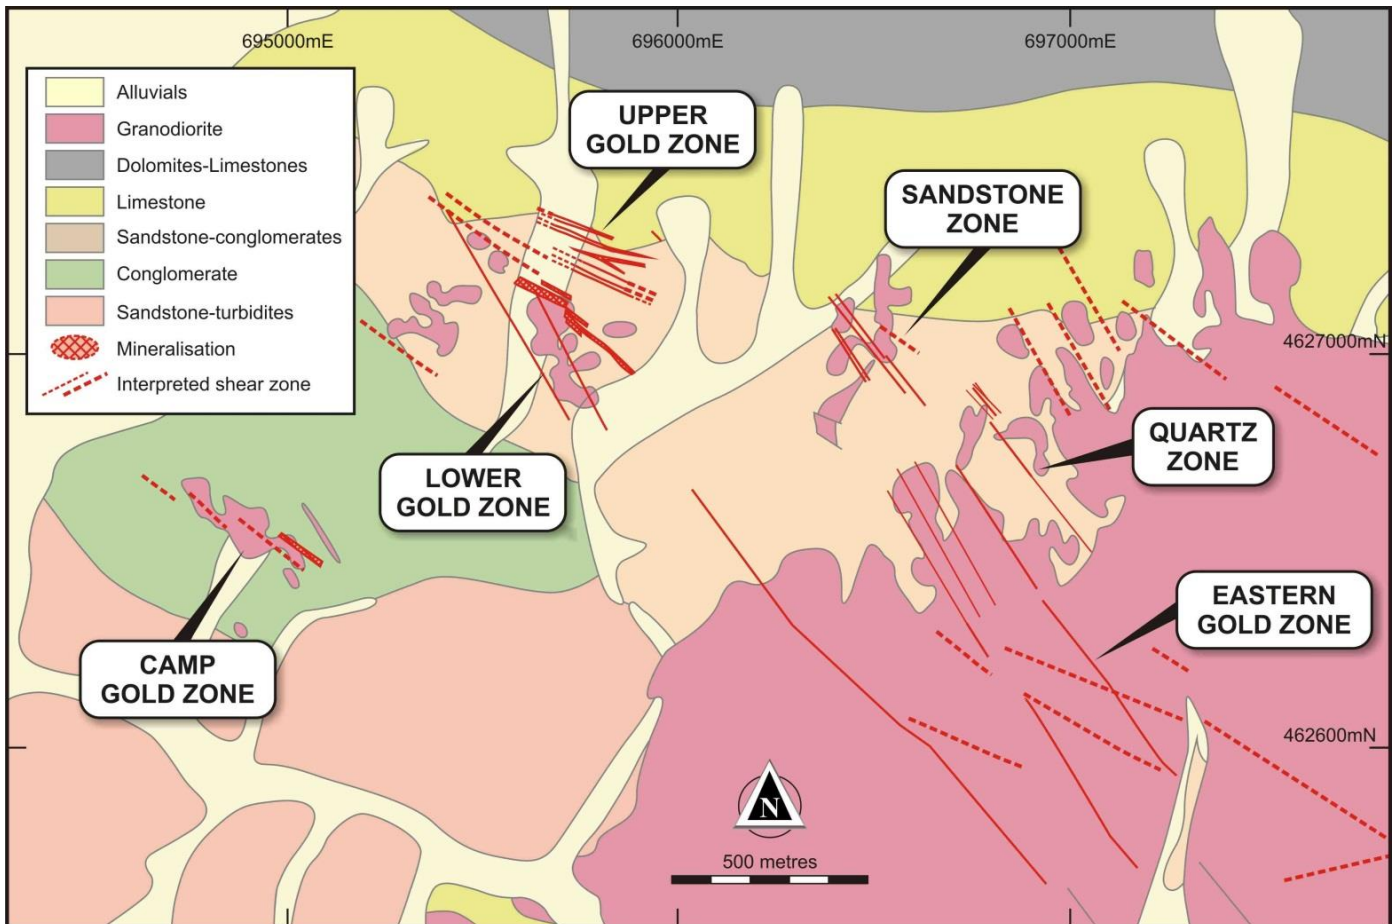 695000mE
696000mE
697000mE
Alluvials
Granodiorite
Dolomites-Limestones
Limestone
Sandstone-conglomerates
Conglomerate
Sandstone-turbidites
Mineralisation
Interpreted shear zone
UPPER
GOLD ZONE
SANDSTONE
ZONE
4627000mN
QUARTZ
ZONE
LOWER
GOLD ZONE
EASTERN
GOLD ZONE
CAMP
GOLD ZONE
462600mN
N
500 metres